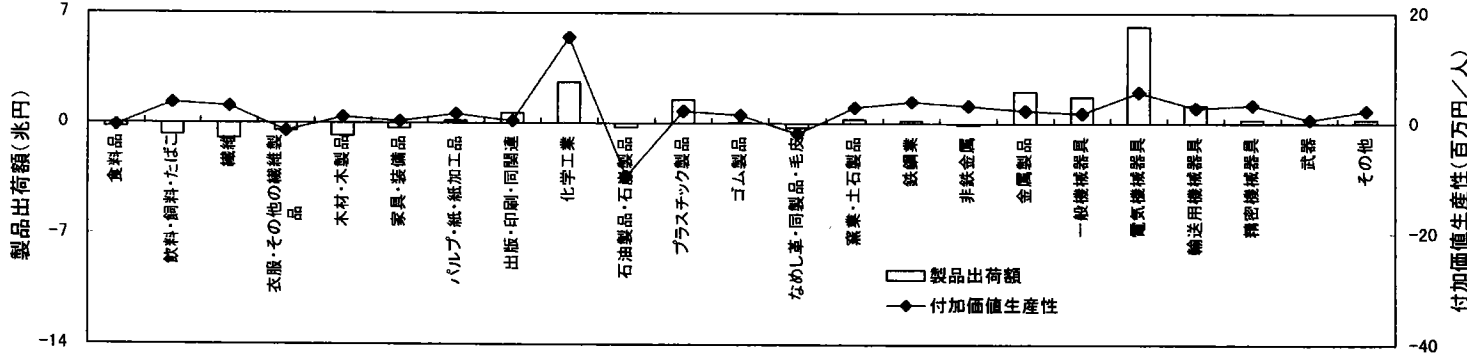 7
0
-7
-14
製品出荷額(兆円)
食料品
飲料・飼料・たばこ
繊維
衣服・その他の繊維製
品
木材・木製品
家具・装備品
パルプ・紙・紙加工品
出版・印刷・同関連
化学工業
石油製品・石炭製品
プラスチック製品
ゴム製品
なめし革・同製品・毛皮
窯業・土石製品
鉄鋼業
非鉄金属
金属製品
一般機械器具
電気機械器具
輸送用機械器具
精密機械器具
武器
その他
製品出荷額
付加価値生産性
20
0
-20
-40
付加価値生産性(百万円/人)